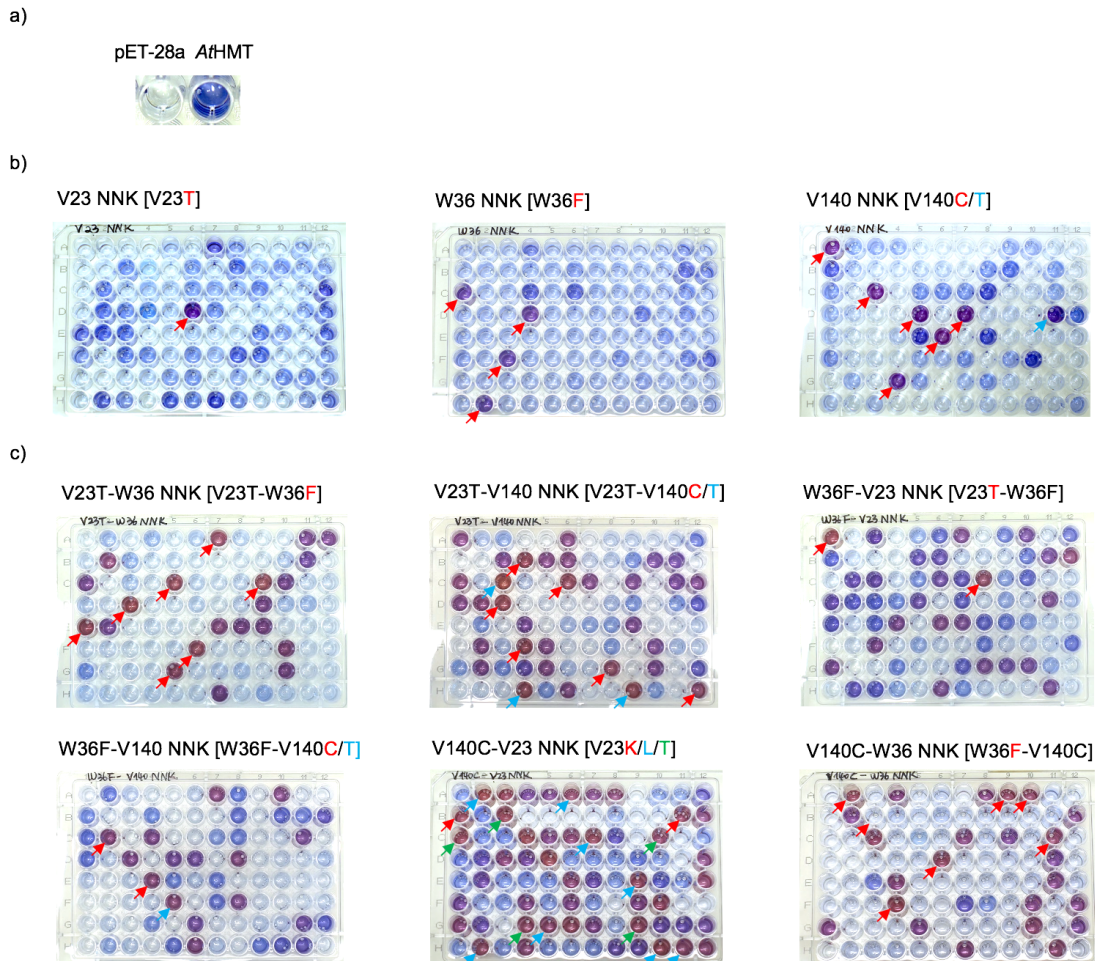 a)
pET-28a AtHMT
b)
V23 NNK [V23T]
W36 NNK [W36F]
V140 NNK [V140C/T]
V23 NNK
W36 NNK
V140 NNK
c)
V23T-W36 NNK [V23T-W36F]
V23T-V140 NNK [V23T-V140C/T]
W36F-V23 NNK [V23T-W36F]
V23T-W36 NNK
V23T-V140 NNK
W36F-V23 NNK
W36F-V140 NNK [W36F-V140C/T]
V140C-V23 NNK [V23K/L/T]
V140C-W36 NNK [W36F-V140C]
W36F-V140 NNK
V140C-V23 NNK
V140C-W36 NNK